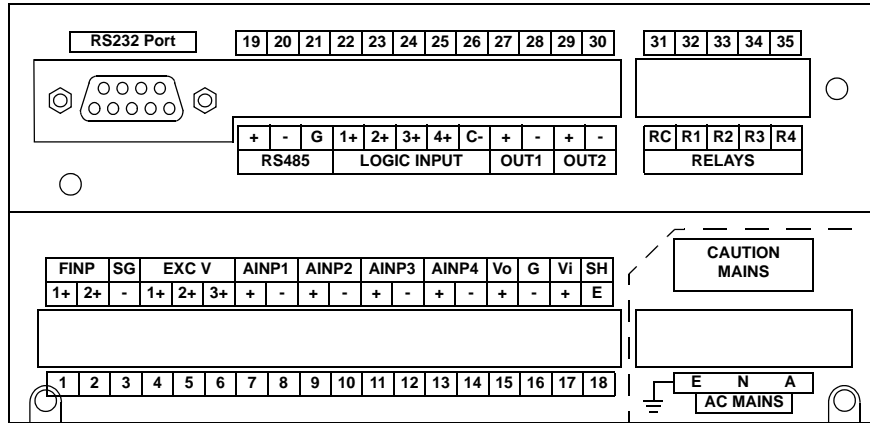 RS232 Port
19 20 21 22 23 24 25 26 27 28 29 30 31 32 33 34 35
+ - G 1+ 2+ 3+ 4+ C- + - + - RC R1 R2 R3 R4
RS485 LOGIC INPUT OUT1 OUT2 RELAYS
CAUTION
MAINS
FINP SG EXC V AINP1 AINP2 AINP3 AINP4 Vo G Vi SH
1+ 2+ - 1+ 2+ 3+ + - + - + - + - + - + E
1 2 3 4 5 6 7 8 9 10 11 12 13 14 15 16 17 18
E N A
AC MAINS